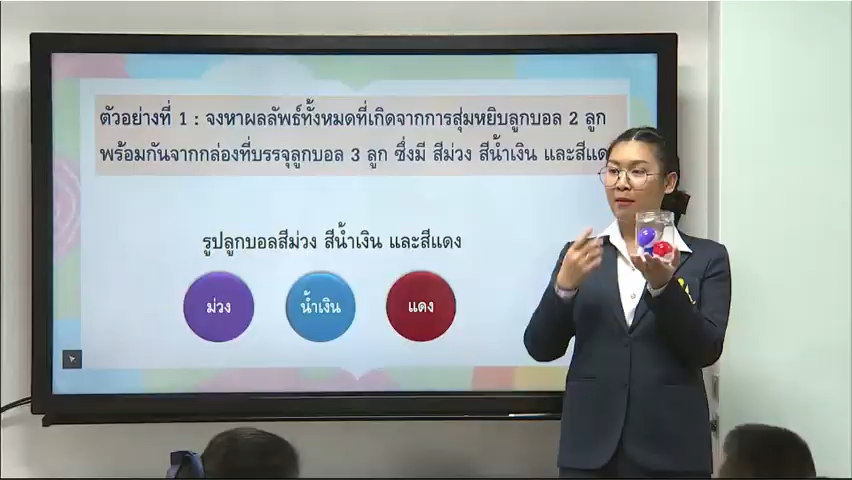 ตัวอย่างที่ 1 : จงหาผลลัพธ์ทั้งหมดที่เกิดจากการสุ่มหยิบลูกบอล 2 ลูก
พร้อมกันจากกล่องที่บรรจุลูกบอล 3 ลูก ซึ่งมี สีม่วง สีน้ำเงิน และสีแด
รูปลูกบอลสีม่วง สีน้ำเงิน และสีแดง
ม่วง น้ำเงิน แดง